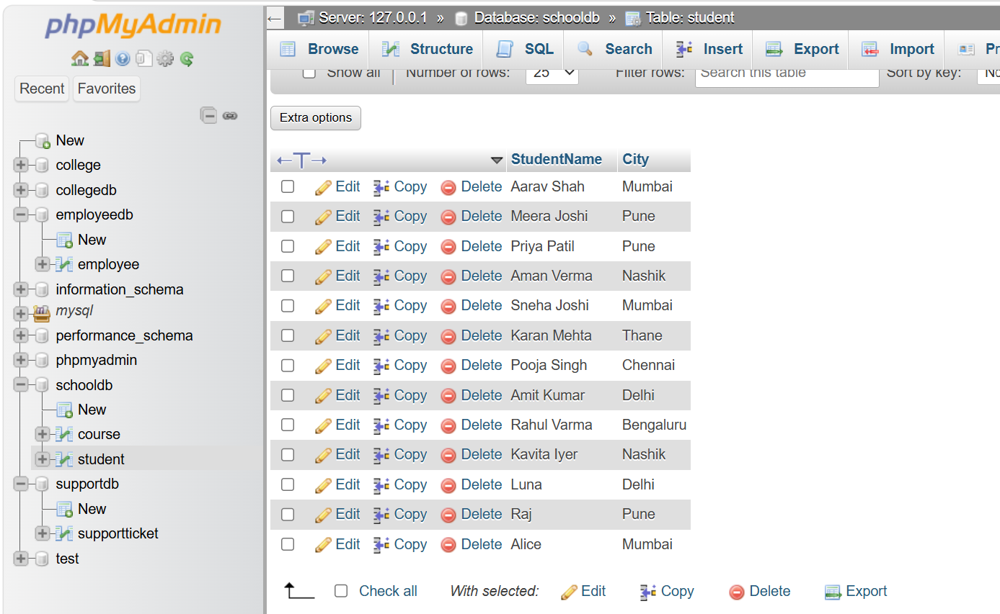 phpMyAdmin
Recent Favorites
New
college
collegedb
employeedb
New
employee
information_schema
mysql
performance_schema
phpmyadmin
schooldb
New
course
student
supportdb
New
supportticket
test
Server: 127.0.0.1 » Database: schooldb » Table: student
Browse Structure SQL Search Insert Export Import
Show all Number of rows: 25 Filter rows: Search this table Sort by key:
Extra options
StudentName City
Edit Copy Delete Aarav Shah Mumbai
Edit Copy Delete Meera Joshi Pune
Edit Copy Delete Priya Patil Pune
Edit Copy Delete Aman Verma Nashik
Edit Copy Delete Sneha Joshi Mumbai
Edit Copy Delete Karan Mehta Thane
Edit Copy Delete Pooja Singh Chennai
Edit Copy Delete Amit Kumar Delhi
Edit Copy Delete Rahul Varma Bengaluru
Edit Copy Delete Kavita Iyer Nashik
Edit Copy Delete Luna Delhi
Edit Copy Delete Raj Pune
Edit Copy Delete Alice Mumbai
Check all With selected: Edit Copy Delete Export